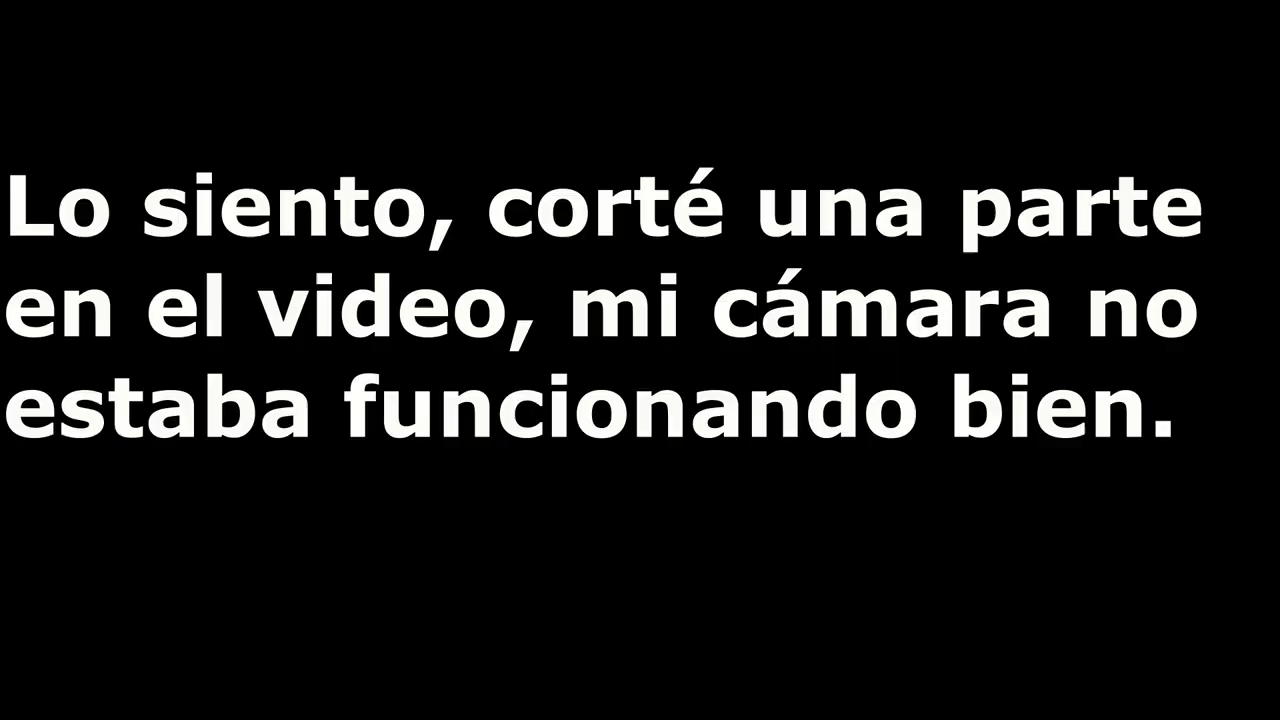 Lo siento, corté una parte
en el video, mi cámara no
estaba funcionando bien.